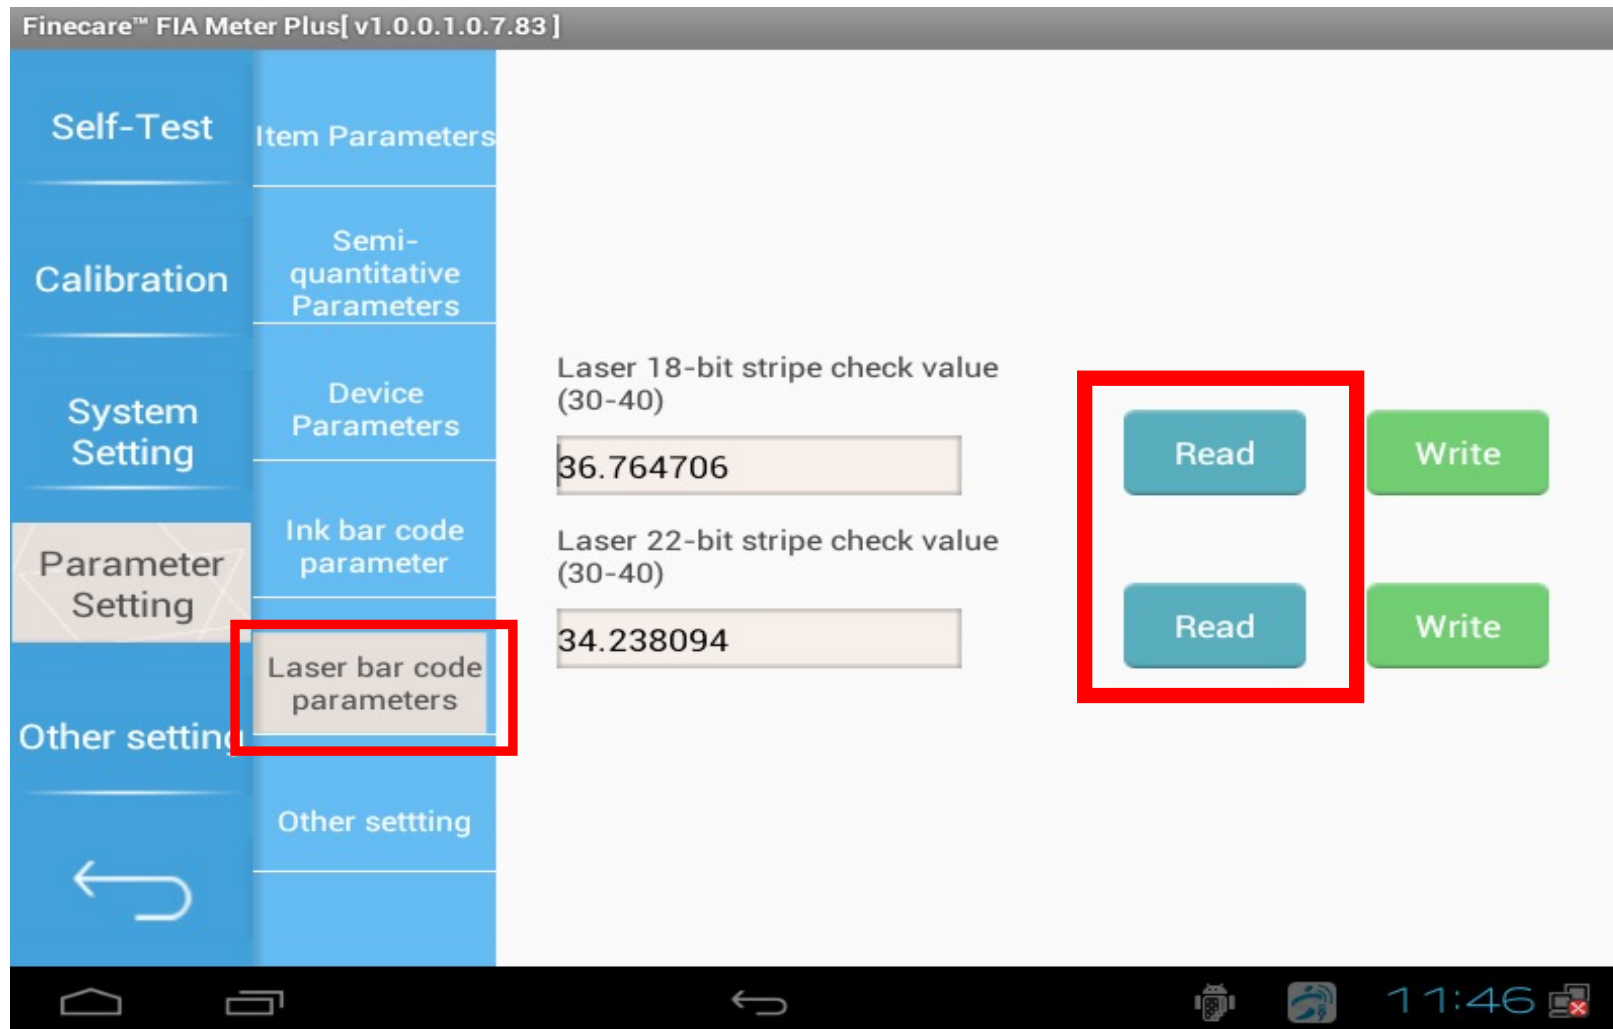 Finecare™ FIA Meter Plus[ v1.0.0.1.0.7.83 ]
Self-Test
Calibration
System
Setting
Parameter
Setting
Other setting
Item Parameters
Semi-
quantitative
Parameters
Device
Parameters
Ink bar code
parameter
Laser bar code
parameters
Other settting
Laser 18-bit stripe check value
(30-40)
36.764706
Read
Write
Laser 22-bit stripe check value
(30-40)
34.238094
Read
Write
11:46